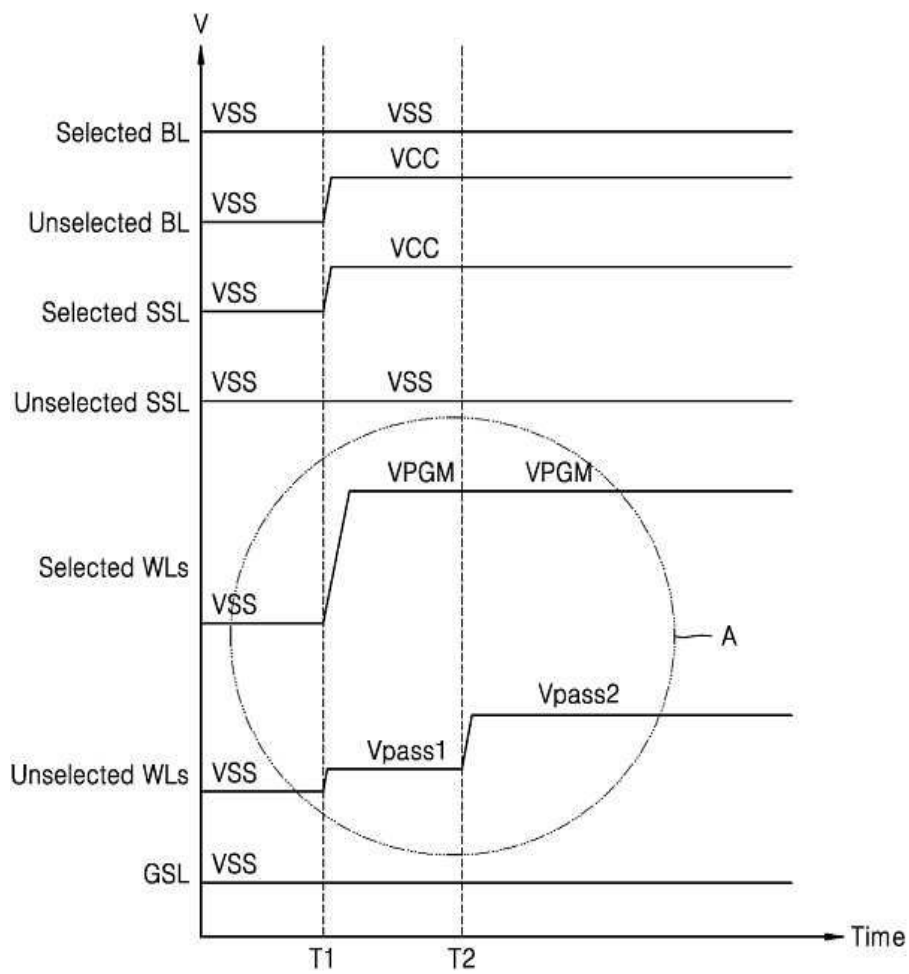 V
Selected BL VSS VSS
VCC
Unselected BL VSS
VCC
Selected SSL VSS
Unselected SSL VSS VSS
VPGM VPGM
Selected WLs
VSS
A
Vpass2
Vpass1
Unselected WLs VSS
GSL VSS
Time
T1 T2